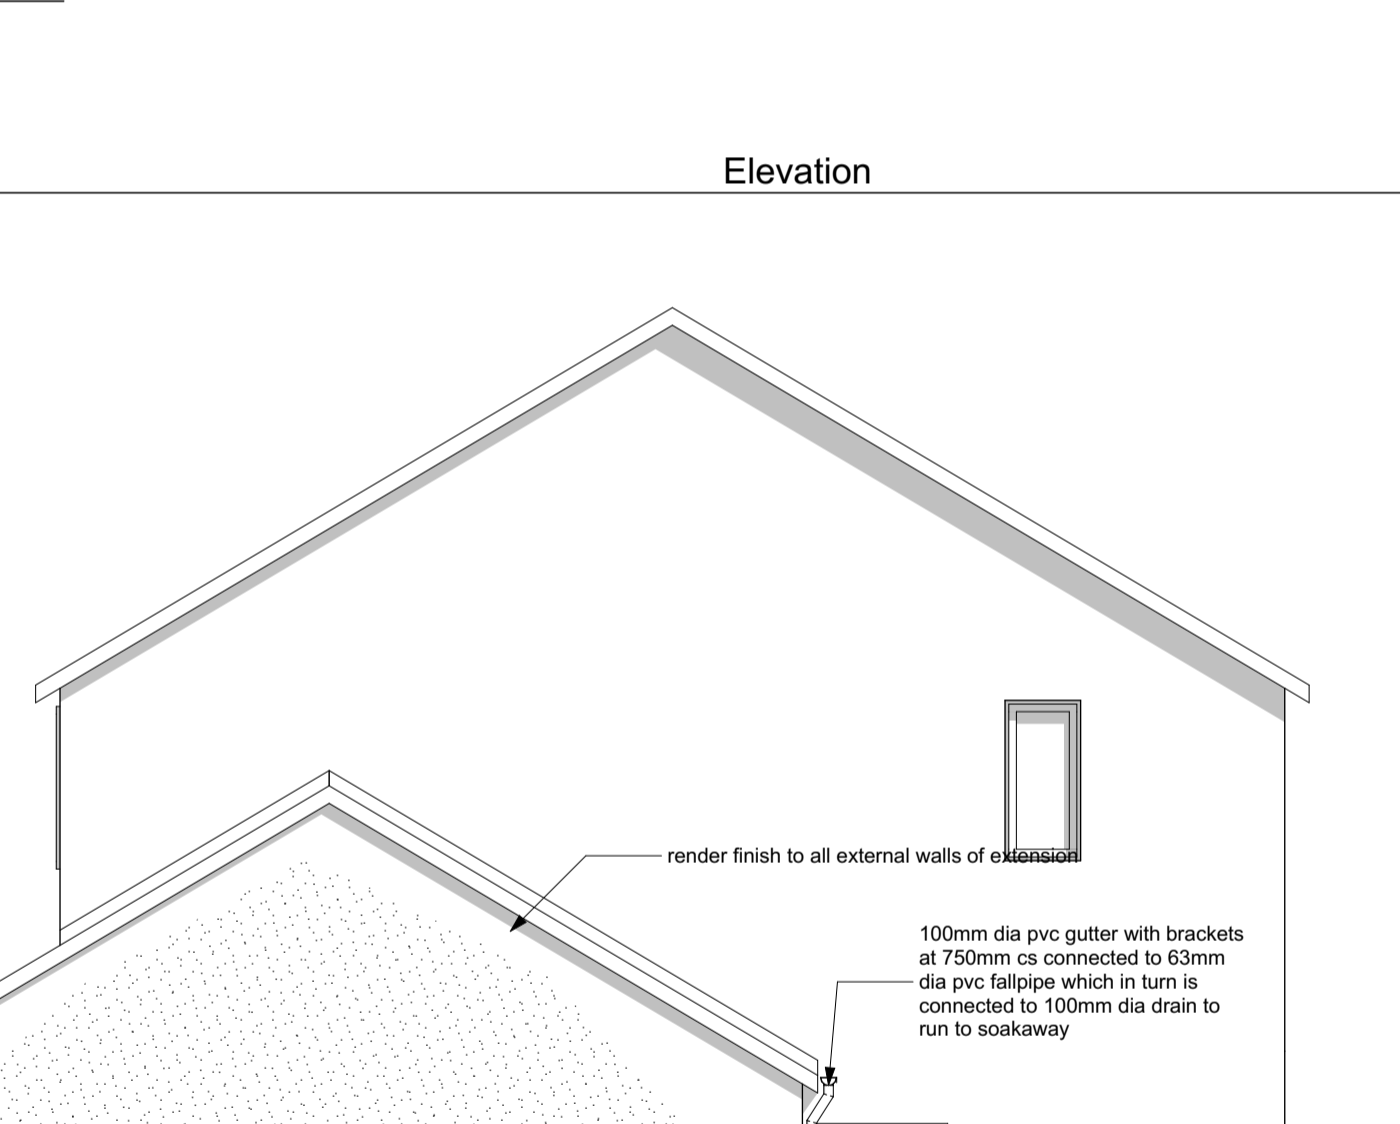 Elevation
render finish to all external walls of extension
100mm dia pvc gutter with brackets
at 750mm cs connected to 63mm
dia pvc fallpipe which in turn is
connected to 100mm dia drain to
run to soakaway